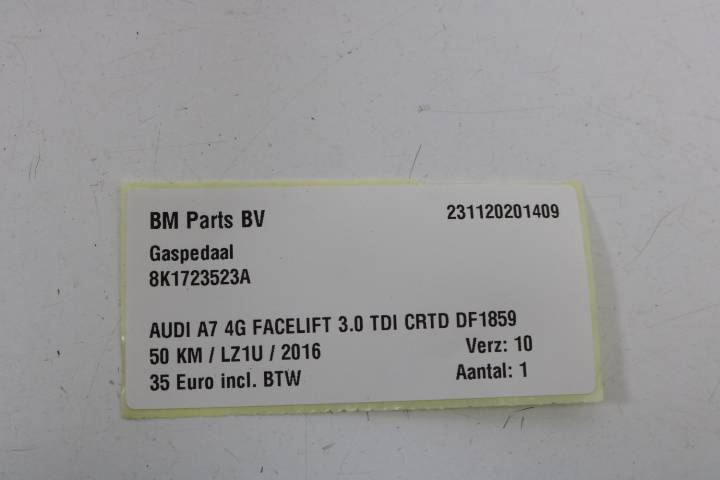 BM Parts BV 231120201409
Gaspedaal
8K1723523A
AUDI A7 4G FACELIFT 3.0 TDI CRTD DF1859
50 KM / LZ1U / 2016 Verz: 10
35 Euro incl. BTW Aantal: 1